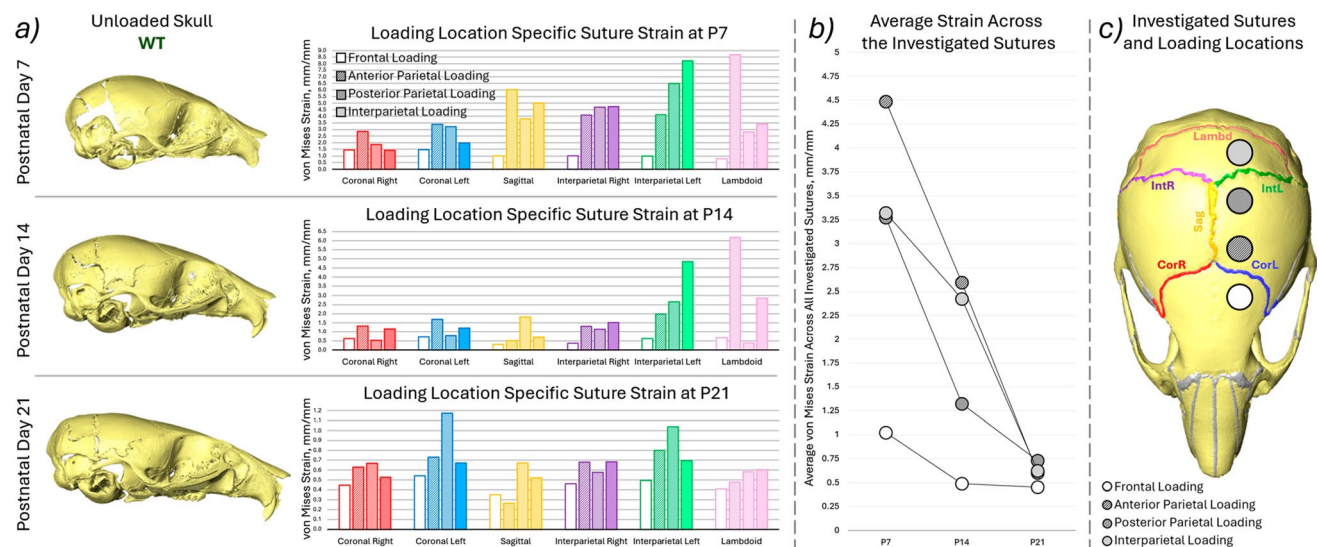 a)
Unloaded Skull
WT
Postnatal Day 7
Postnatal Day 14
Postnatal Day 21
Loading Location Specific Suture Strain at P7
von Mises Strain, mm/mm
9.0
8.5
8.0
7.5
7.0
6.5
6.0
5.5
5.0
4.5
4.0
3.5
3.0
2.5
2.0
1.5
1.0
0.5
0.0
Frontal Loading
Anterior Parietal Loading
Posterior Parietal Loading
Interparietal Loading
Coronal Right Coronal Left Sagittal Interparietal Right Interparietal Left Lambdoid
Loading Location Specific Suture Strain at P14
von Mises Strain, mm/mm
6.5
6.0
5.5
5.0
4.5
4.0
3.5
3.0
2.5
2.0
1.5
1.0
0.5
0.0
Coronal Right Coronal Left Sagittal Interparietal Right Interparietal Left Lambdoid
Loading Location Specific Suture Strain at P21
von Mises Strain, mm/mm
1.2
1.1
1.0
0.9
0.8
0.7
0.6
0.5
0.4
0.3
0.2
0.1
0.0
Coronal Right Coronal Left Sagittal Interparietal Right Interparietal Left Lambdoid
b)
Average Strain Across
the Investigated Sutures
Average von Mises Strain Across All Investigated Sutures, mm/mm
5
4.75
4.5
4.25
4
3.75
3.5
3.25
3
2.75
2.5
2.25
2
1.75
1.5
1.25
1
0.75
0.5
0.25
0
P7 P14 P21
c)
Investigated Sutures
and Loading Locations
Lambd
IntR
IntL
Sag
CorR
CorL
Frontal Loading
Anterior Parietal Loading
Posterior Parietal Loading
Interparietal Loading